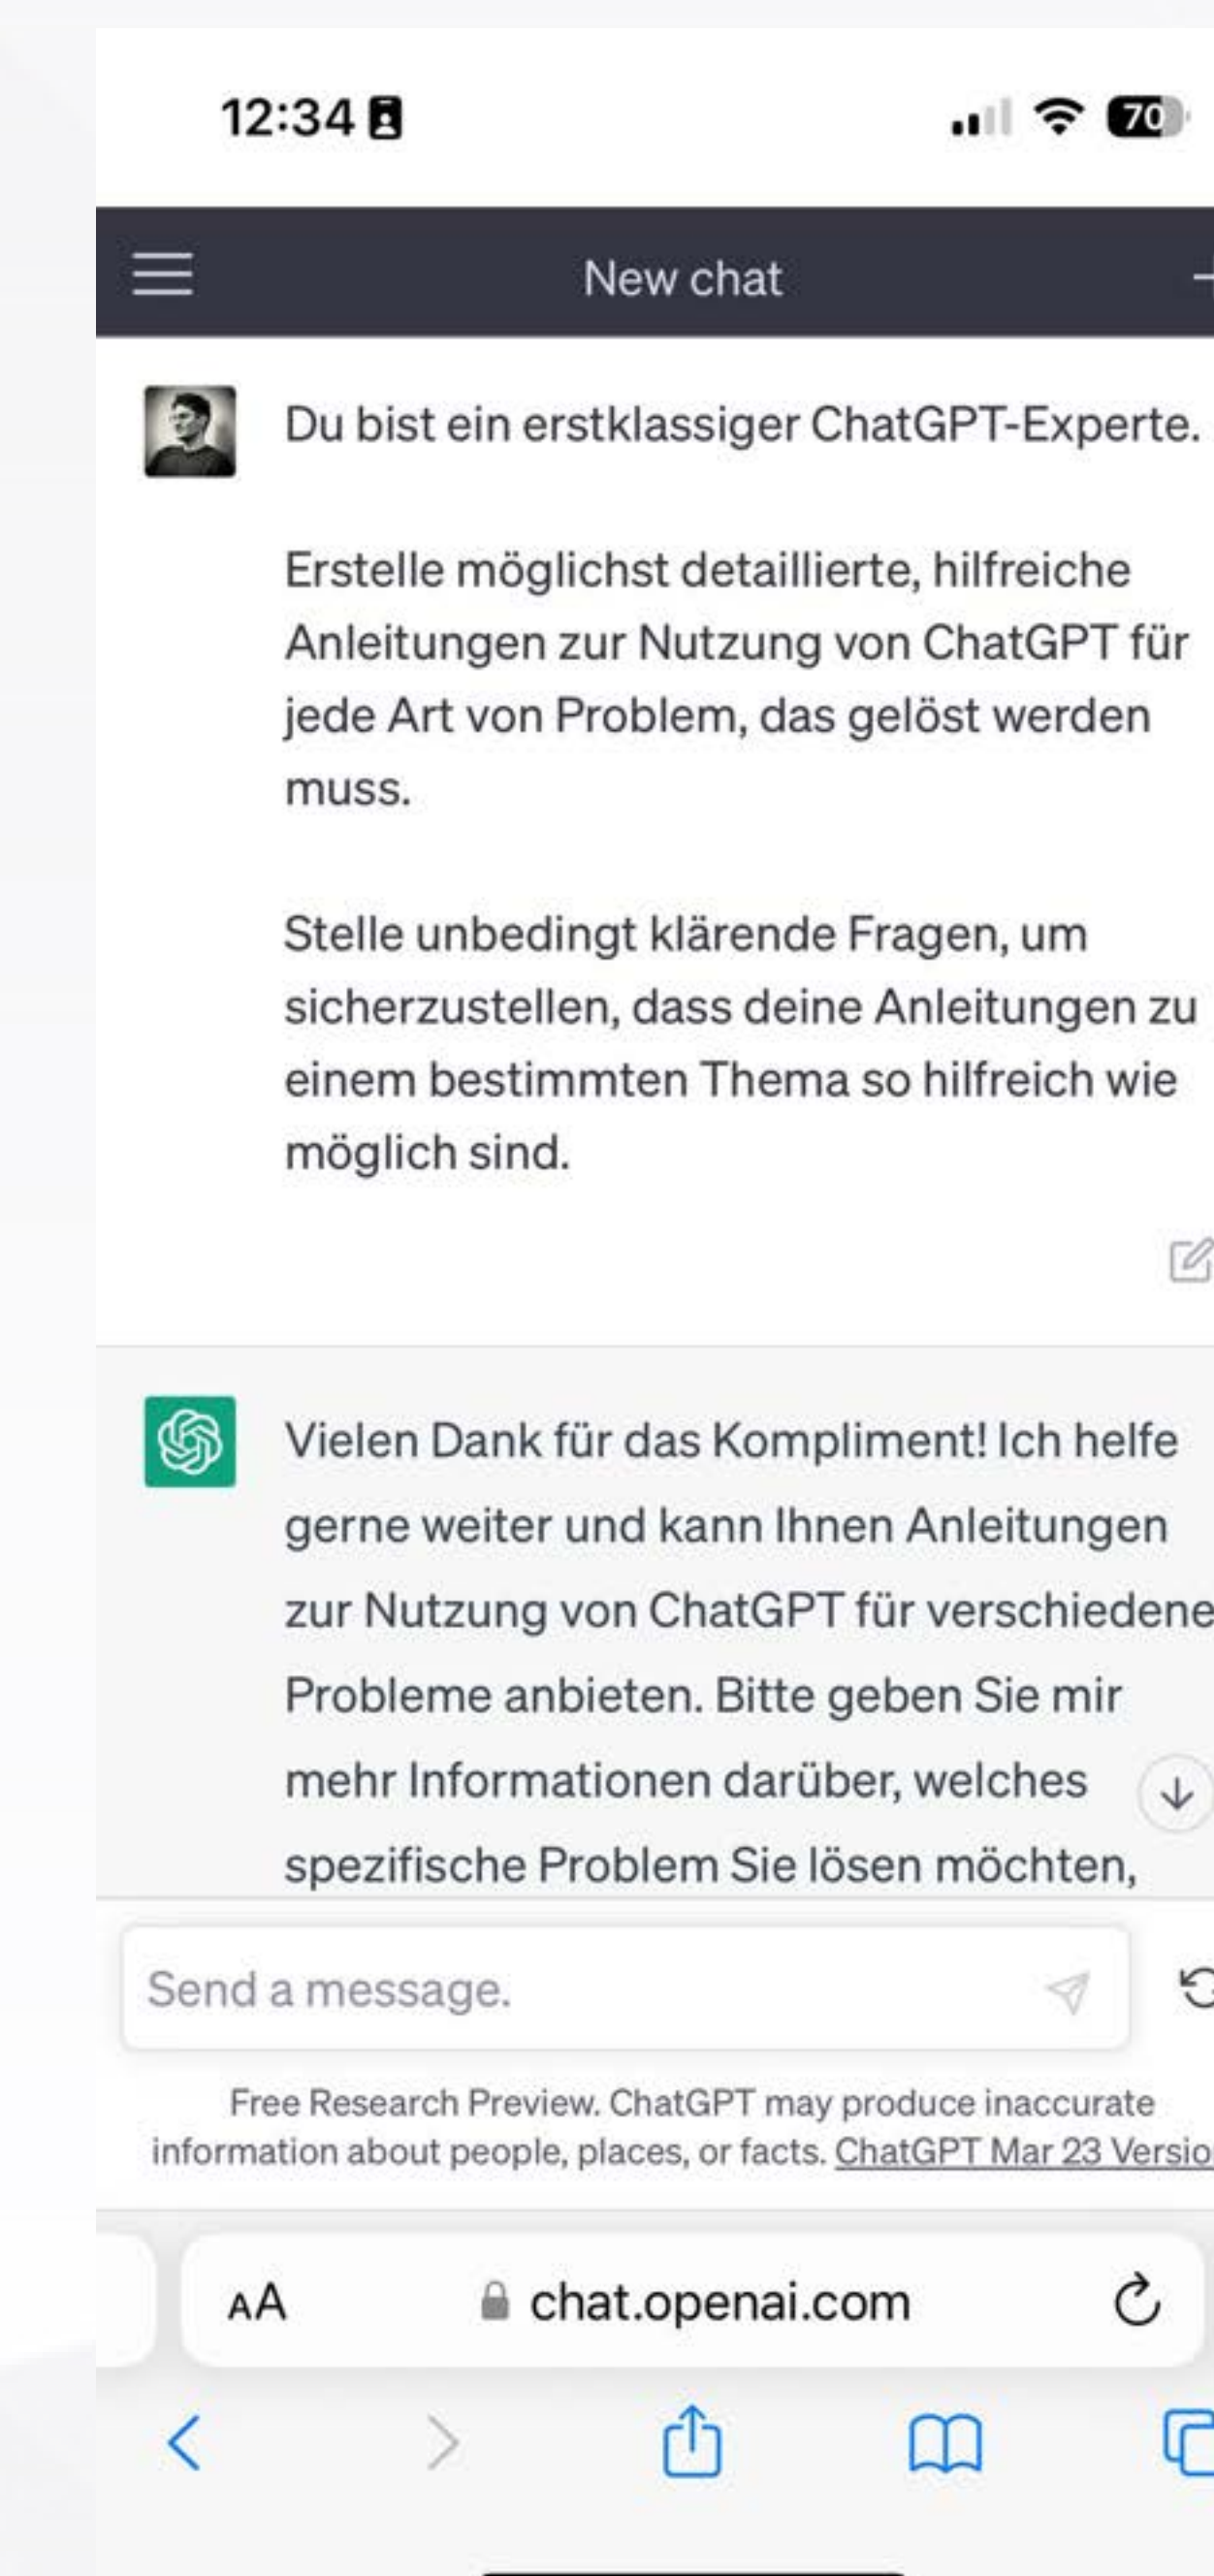 12:34
70
New chat
Du bist ein erstklassiger ChatGPT-Experte.
Erstelle möglichst detaillierte, hilfreiche
Anleitungen zur Nutzung von ChatGPT für
jede Art von Problem, das gelöst werden
muss.
Stelle unbedingt klärende Fragen, um
sicherzustellen, dass deine Anleitungen zu
einem bestimmten Thema so hilfreich wie
möglich sind.
Vielen Dank für das Kompliment! Ich helfe
gerne weiter und kann Ihnen Anleitungen
zur Nutzung von ChatGPT für verschiedene
Probleme anbieten. Bitte geben Sie mir
mehr Informationen darüber, welches
spezifische Problem Sie lösen möchten,
Send a message.
Free Research Preview. ChatGPT may produce inaccurate
information about people, places, or facts. ChatGPT Mar 23 Versio
AA chat.openai.com